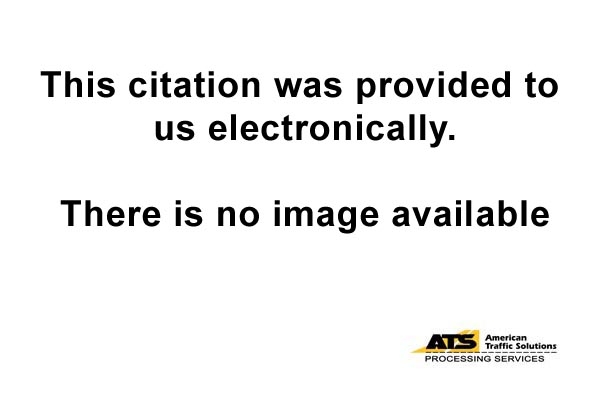 This citation was provided to
us electronically.
There is no image available
ATS American
Traffic Solutions
PROCESSING SERVICES